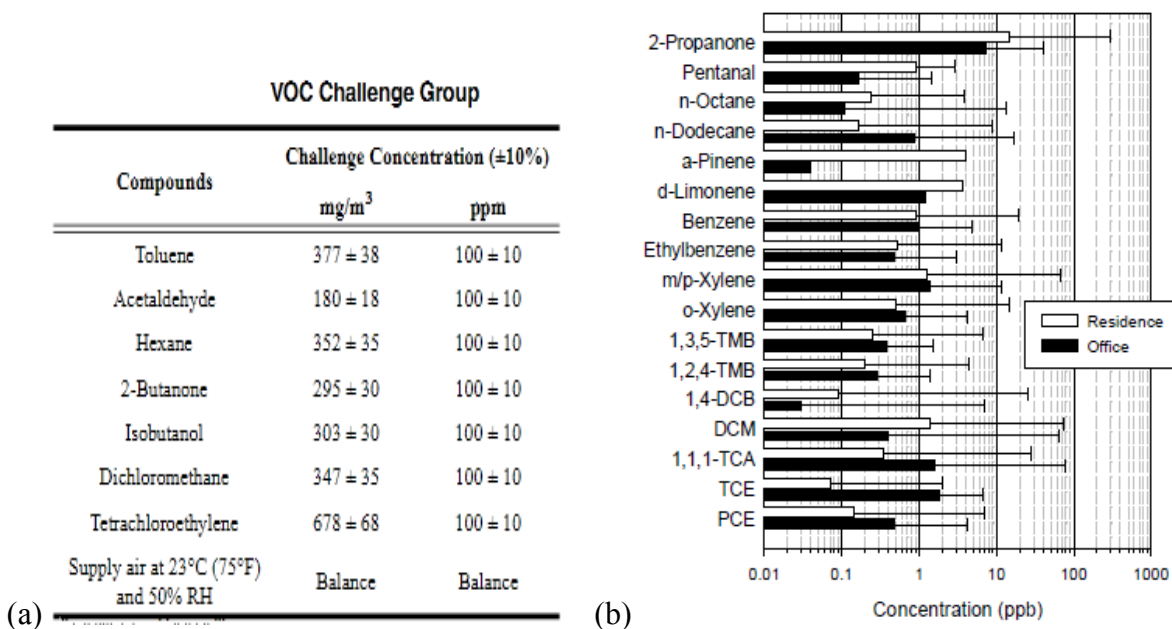 VOC Challenge Group
Compounds
Challenge Concentration (±10%)
mg/m³ ppm
Toluene 377 ± 38 100 ± 10
Acetaldehyde 180 ± 18 100 ± 10
Hexane 352 ± 35 100 ± 10
2-Butanone 295 ± 30 100 ± 10
Isobutanol 303 ± 30 100 ± 10
Dichloromethane 347 ± 35 100 ± 10
Tetrachloroethylene 678 ± 68 100 ± 10
Supply air at 23°C (75°F)
and 50% RH Balance Balance
(a)
2-Propanone
Pentanal
n-Octane
n-Dodecane
a-Pinene
d-Limonene
Benzene
Ethylbenzene
m/p-Xylene
o-Xylene
1,3,5-TMB
1,2,4-TMB
1,4-DCB
DCM
1,1,1-TCA
TCE
PCE
Residence
Office
0.01 0.1 1 10 100 1000
Concentration (ppb)
(b)